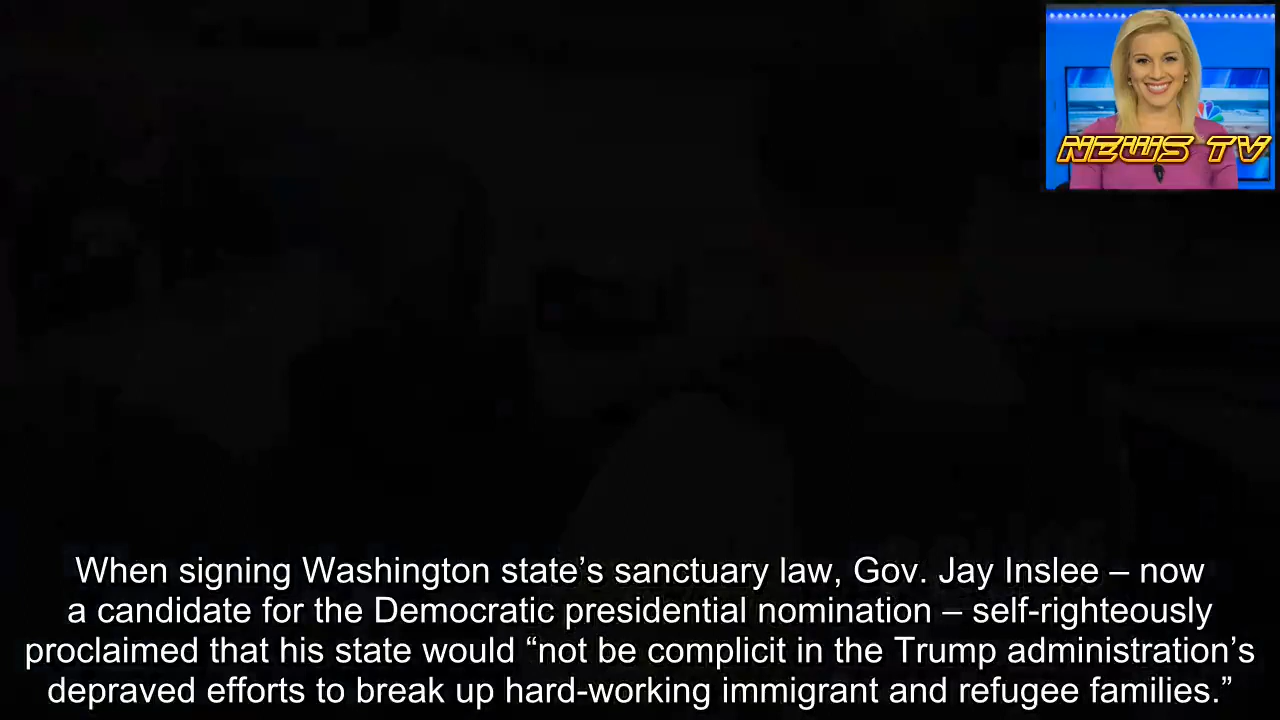 NEWS TV
When signing Washington state’s sanctuary law, Gov. Jay Inslee – now
a candidate for the Democratic presidential nomination – self-righteously
proclaimed that his state would “not be complicit in the Trump administration’s
depraved efforts to break up hard-working immigrant and refugee families.”